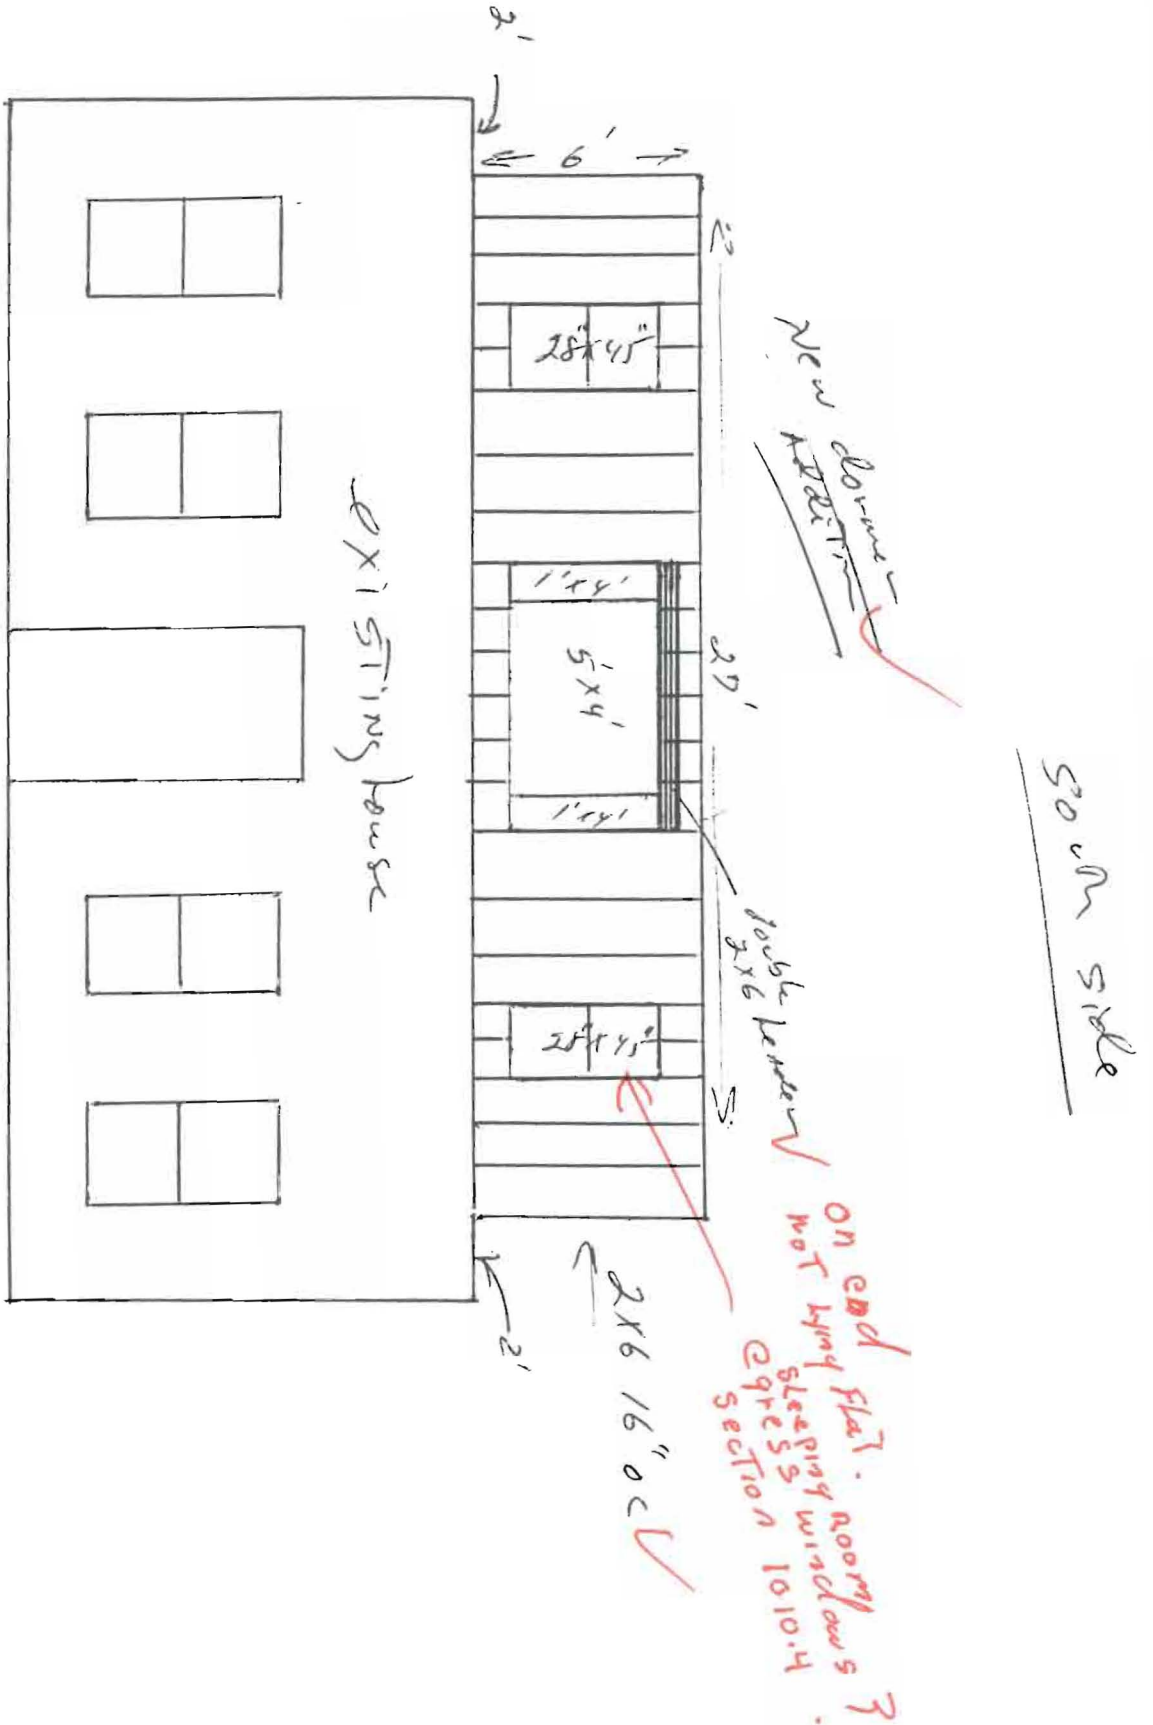 south side
New dormer
Addition
27'
double
2x6 header
on end
not lying flat.
sleeping room
egress windows ?
section 1010.4.
2x6 16" oc
6'
2'
2'
28"x45"
1'x4'
5'x4'
1'x4'
28"x45"
existing house